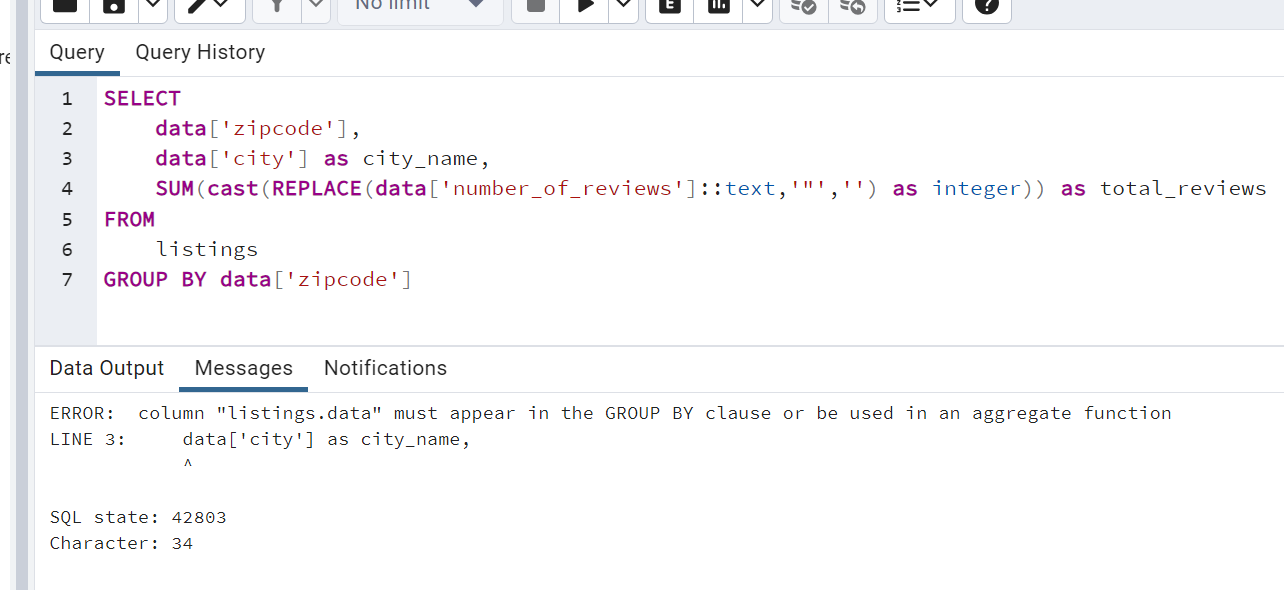 No limit
Query Query History
1 SELECT
2 data['zipcode'],
3 data['city'] as city_name,
4 SUM(cast(REPLACE(data['number_of_reviews']::text,'"','') as integer)) as total_reviews
5 FROM
6 listings
7 GROUP BY data['zipcode']
Data Output Messages Notifications
ERROR:  column "listings.data" must appear in the GROUP BY clause or be used in an aggregate function
LINE 3:     data['city'] as city_name,
^
SQL state: 42803
Character: 34